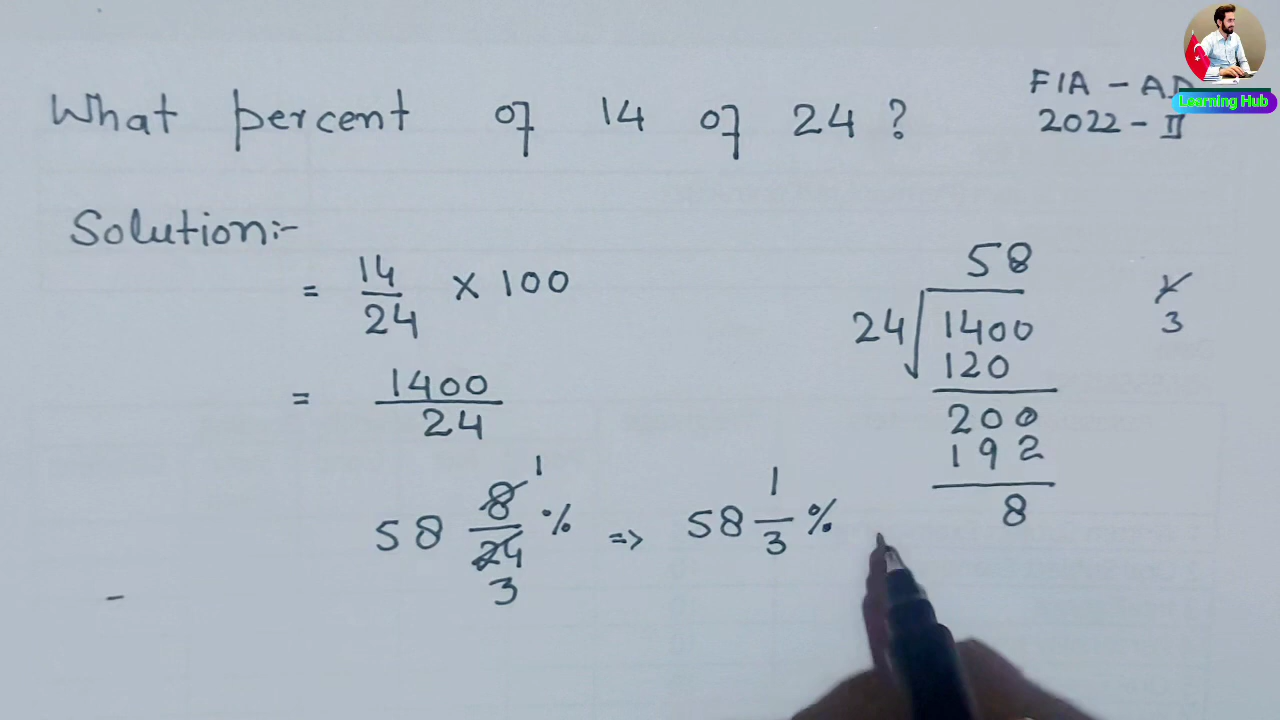 What percent of 14 of 24 ?
FIA - AD
Learning Hub
2022 - II
Solution:-
= 14/24 × 100
= 1400/24
58 8/24 % ⇒ 58 1/3 %
1
3
58
24 1400
120
200
192
8
3